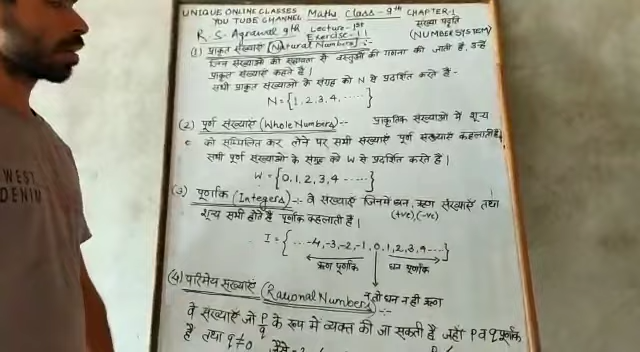 UNIQUE ONLINE CLASSES Maths Class-9th CHAPTER-1
YOU TUBE CHANNEL Lecture-1st संख्या पद्धति
R.S. Agrawal 9th Exercise-1.1 (NUMBER SYSTEM)
(1) प्राकृत संख्याएं (Natural Numbers):-
जिन संख्याओं की सहायता से वस्तुओं की गणना की जाती है, उन्हें
प्राकृत संख्याएं कहते हैं।
सभी प्राकृत संख्याओं के संग्रह को N से प्रदर्शित करते हैं-
N={1,2,3,4,.....}
(2) पूर्ण संख्याएं (Whole Numbers)-- प्राकृतिक संख्याओं में शून्य
को सम्मिलित कर लेने पर सभी संख्याएं पूर्ण संख्याएं कहलाती हैं,
सभी पूर्ण संख्याओं के संग्रह को W से प्रदर्शित करते हैं।
W={0,1,2,3,4.....}
(3) पूर्णांक (Integers)-:- वे संख्याएं जिनमें धन, ऋण संख्याएं तथा
शून्य सभी होते हैं पूर्णांक कहलाती हैं। (+ve),(-ve)
I={...-4,-3,-2,-1,0,1,2,3,4....}
ऋण पूर्णांक धन पूर्णांक
न तो धन न ही ऋण
(4) परिमेय संख्याएं (Rational Numbers)-:-
वे संख्याएं जो P/q के रूप में व्यक्त की जा सकती हैं जहाँ P व q पूर्णांक
हैं तथा q≠0 जैसे